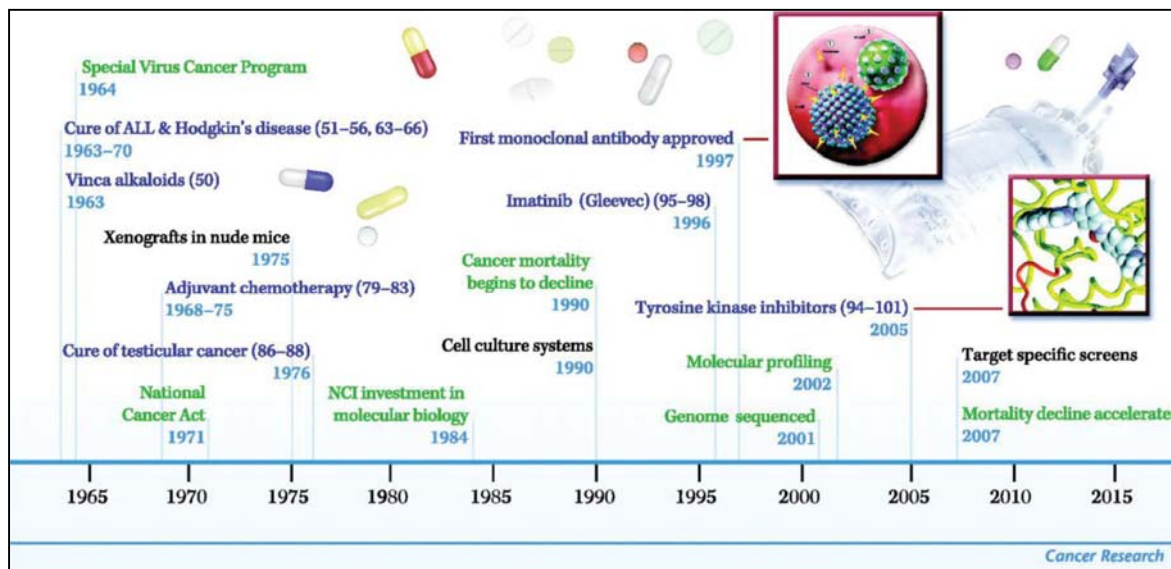 Special Virus Cancer Program
1964
Cure of ALL & Hodgkin's disease (51–56, 63–66)
1963–70
Vinca alkaloids (50)
1963
Xenografts in nude mice
1975
Adjuvant chemotherapy (79–83)
1968–75
Cure of testicular cancer (86–88)
1976
National
Cancer Act
1971
NCI investment in
molecular biology
1984
Cancer mortality
begins to decline
1990
Cell culture systems
1990
First monoclonal antibody approved
1997
Imatinib (Gleevec) (95–98)
1996
Tyrosine kinase inhibitors (94–101)
2005
Molecular profiling
2002
Genome sequenced
2001
Target specific screens
2007
Mortality decline accelerate
2007
1965 1970 1975 1980 1985 1990 1995 2000 2005 2010 2015
Cancer Research